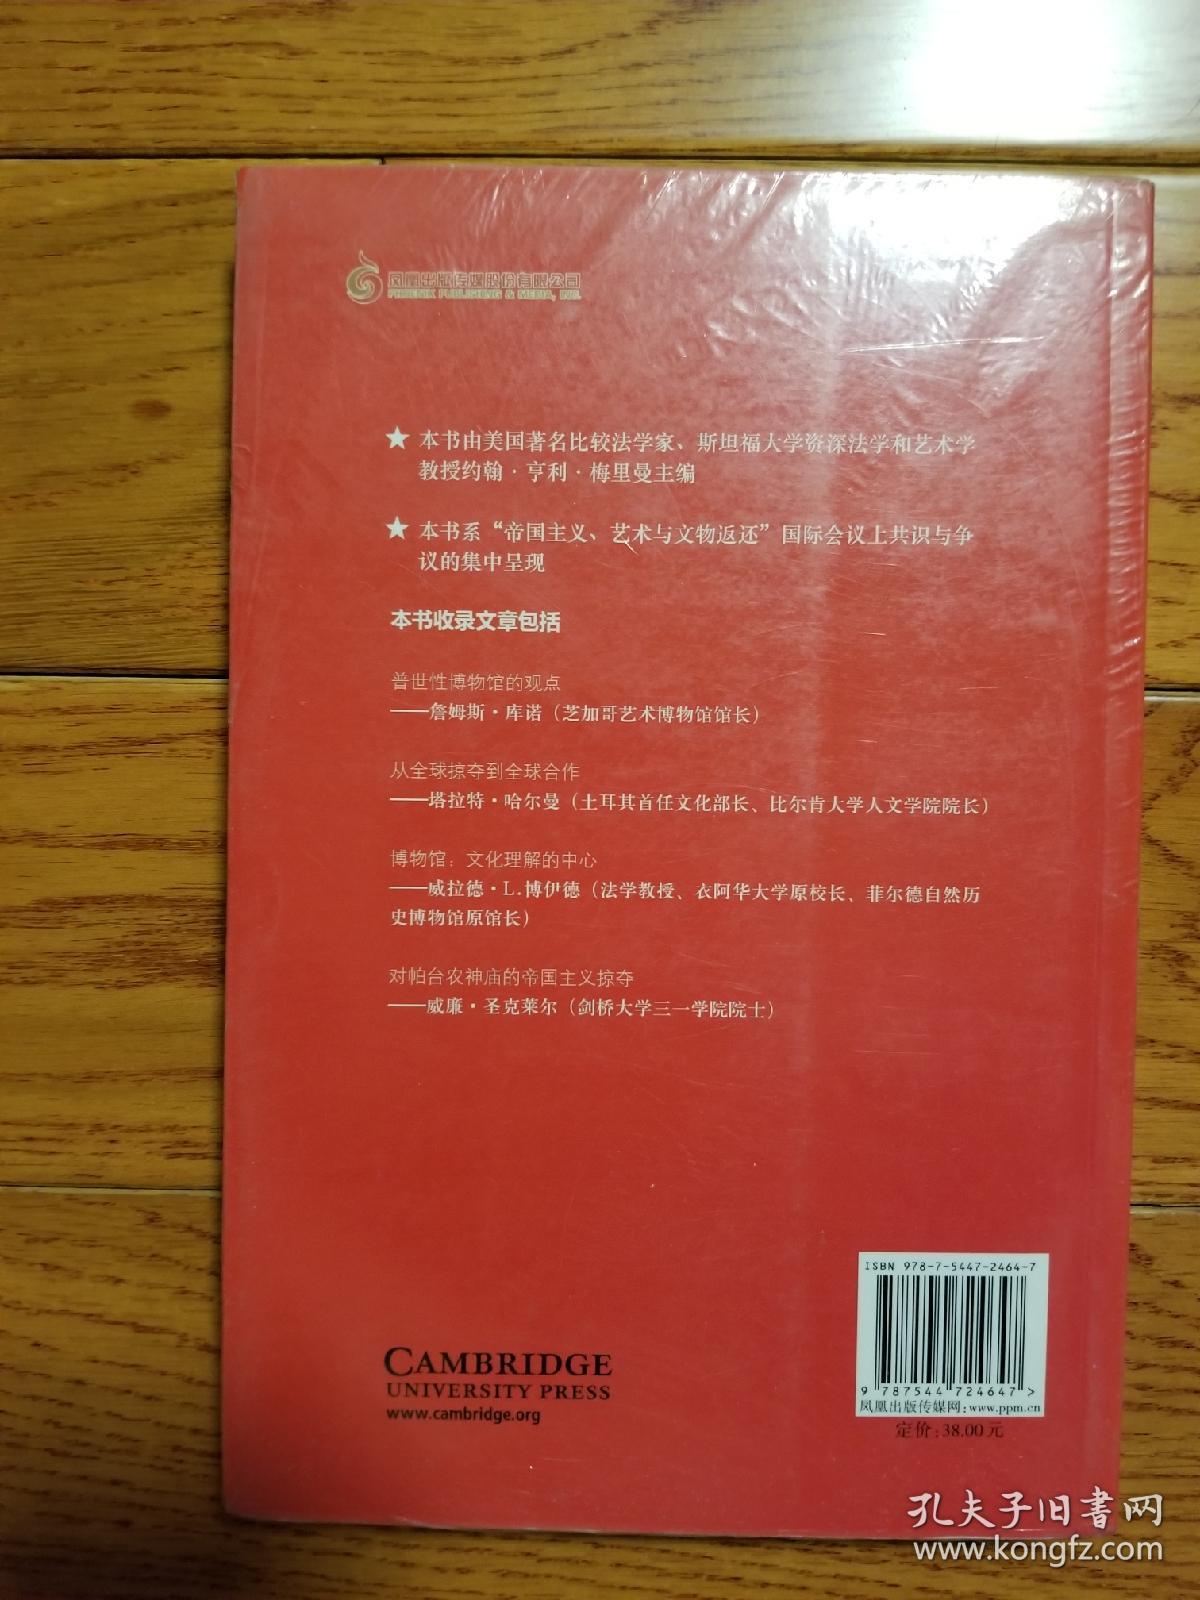 凤凰出版传媒股份有限公司
PHOENIX PUBLISHING & MEDIA, INC.
★ 本书由美国著名比较法学家、斯坦福大学资深法学和艺术学
教授约翰·亨利·梅里曼主编
★ 本书系“帝国主义、艺术与文物返还”国际会议上共识与争
议的集中呈现
本书收录文章包括
普世性博物馆的观点
——詹姆斯·库诺（芝加哥艺术博物馆馆长）
从全球掠夺到全球合作
——塔拉特·哈尔曼（土耳其首任文化部长、比尔肯大学人文学院院长）
博物馆：文化理解的中心
——威拉德·L.博伊德（法学教授、衣阿华大学原校长、菲尔德自然历
史博物馆原馆长）
对帕台农神庙的帝国主义掠夺
——威廉·圣克莱尔（剑桥大学三一学院院士）
ISBN 978-7-5447-2464-7
9 787544 724647 >
凤凰出版传媒网：www.ppm.cn
定价：38.00元
CAMBRIDGE
UNIVERSITY PRESS
www.cambridge.org
孔夫子旧书网
www.kongfz.com